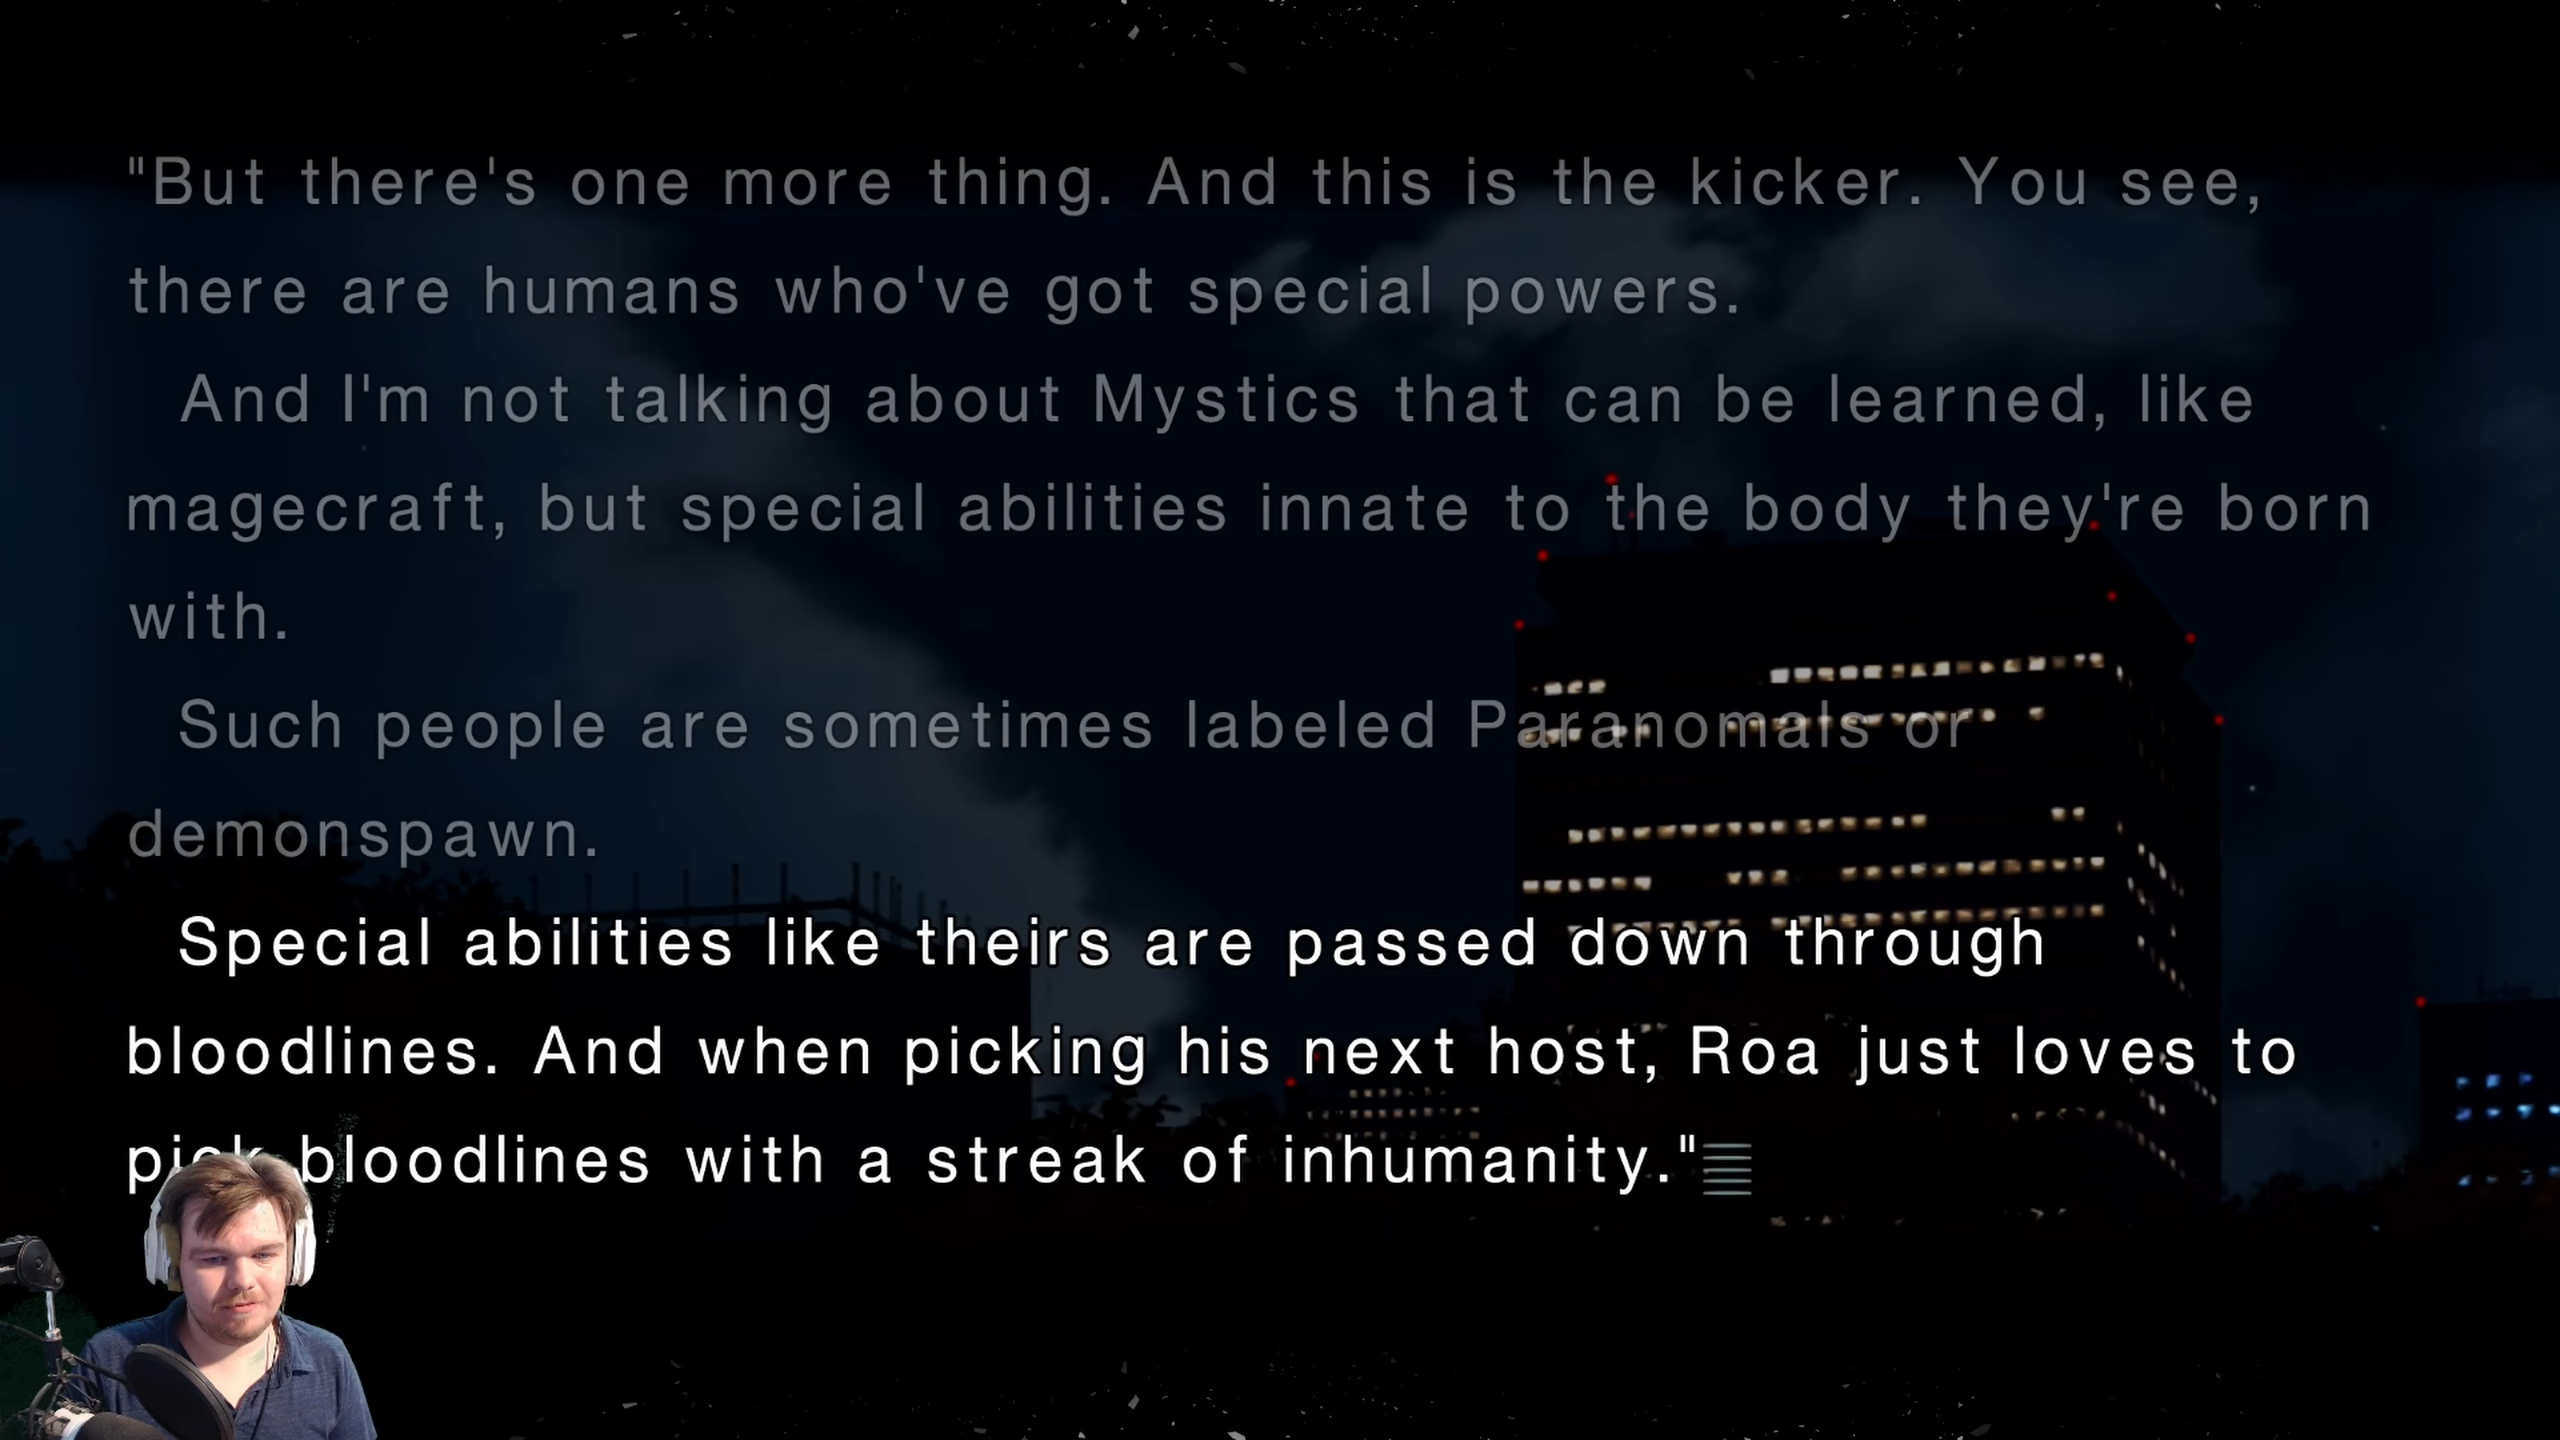 "But there's one more thing. And this is the kicker. You see,
there are humans who've got special powers.
And I'm not talking about Mystics that can be learned, like
magecraft, but special abilities innate to the body they're born
with.
Such people are sometimes labeled Paranomals or
demonspawn.
Special abilities like theirs are passed down through
bloodlines. And when picking his next host, Roa just loves to
pick bloodlines with a streak of inhumanity."